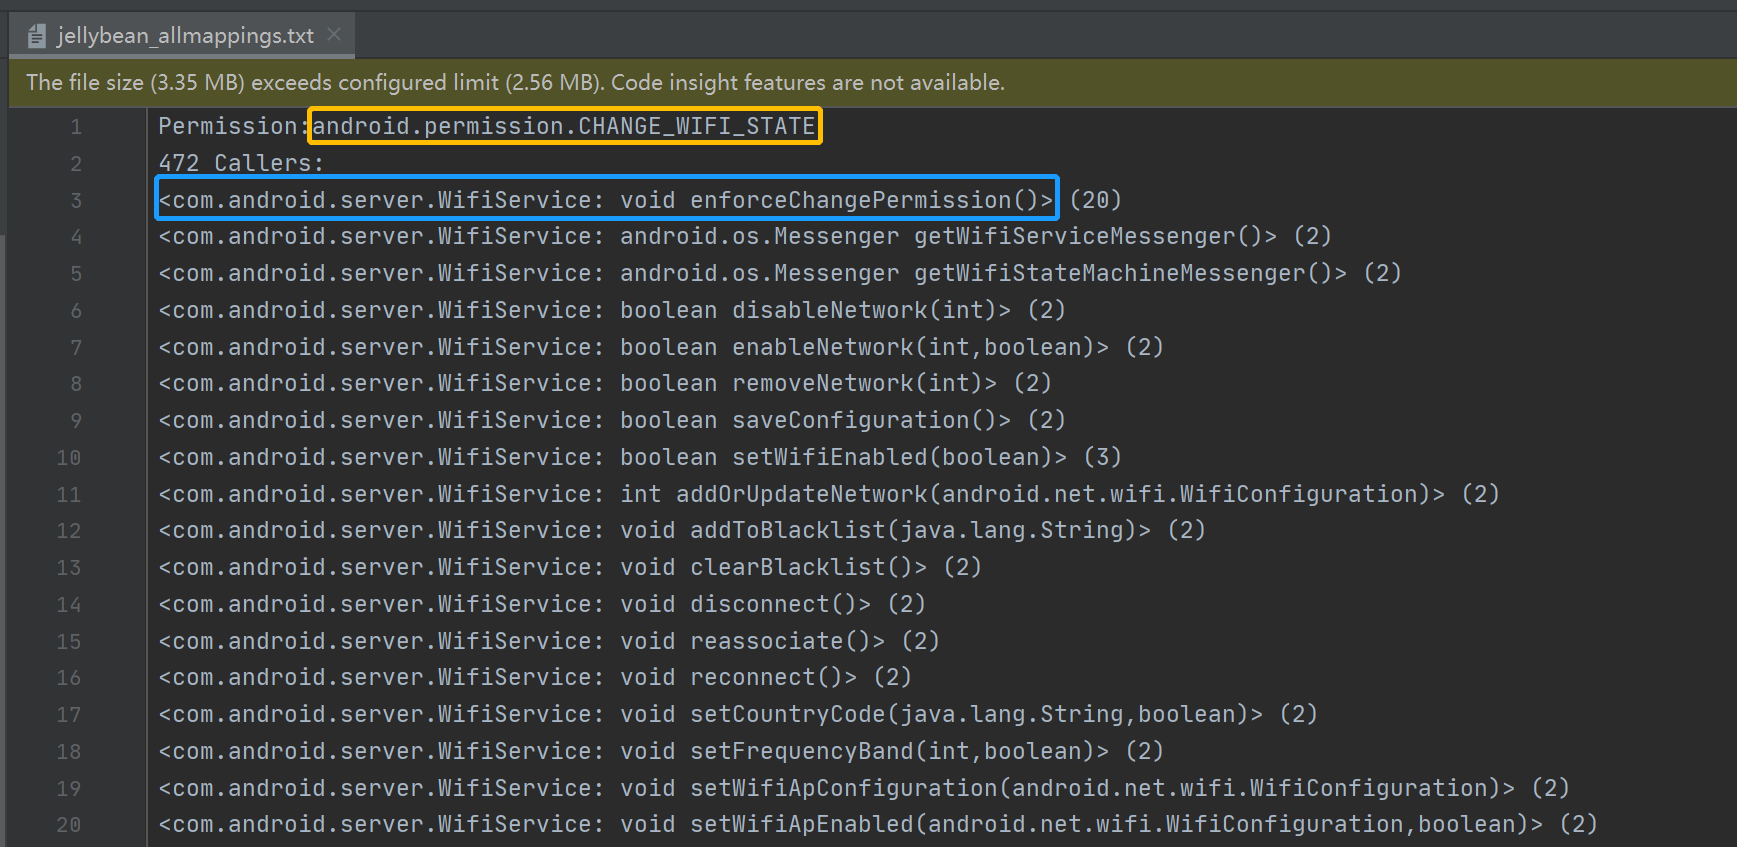 jellybean_allmappings.txt
The file size (3.35 MB) exceeds configured limit (2.56 MB). Code insight features are not available.
1 Permission:android.permission.CHANGE_WIFI_STATE
2 472 Callers:
3 <com.android.server.WifiService: void enforceChangePermission()> (20)
4 <com.android.server.WifiService: android.os.Messenger getWifiServiceMessenger()> (2)
5 <com.android.server.WifiService: android.os.Messenger getWifiStateMachineMessenger()> (2)
6 <com.android.server.WifiService: boolean disableNetwork(int)> (2)
7 <com.android.server.WifiService: boolean enableNetwork(int,boolean)> (2)
8 <com.android.server.WifiService: boolean removeNetwork(int)> (2)
9 <com.android.server.WifiService: boolean saveConfiguration()> (2)
10 <com.android.server.WifiService: boolean setWifiEnabled(boolean)> (3)
11 <com.android.server.WifiService: int addOrUpdateNetwork(android.net.wifi.WifiConfiguration)> (2)
12 <com.android.server.WifiService: void addToBlacklist(java.lang.String)> (2)
13 <com.android.server.WifiService: void clearBlacklist()> (2)
14 <com.android.server.WifiService: void disconnect()> (2)
15 <com.android.server.WifiService: void reassociate()> (2)
16 <com.android.server.WifiService: void reconnect()> (2)
17 <com.android.server.WifiService: void setCountryCode(java.lang.String,boolean)> (2)
18 <com.android.server.WifiService: void setFrequencyBand(int,boolean)> (2)
19 <com.android.server.WifiService: void setWifiApConfiguration(android.net.wifi.WifiConfiguration)> (2)
20 <com.android.server.WifiService: void setWifiApEnabled(android.net.wifi.WifiConfiguration,boolean)> (2)